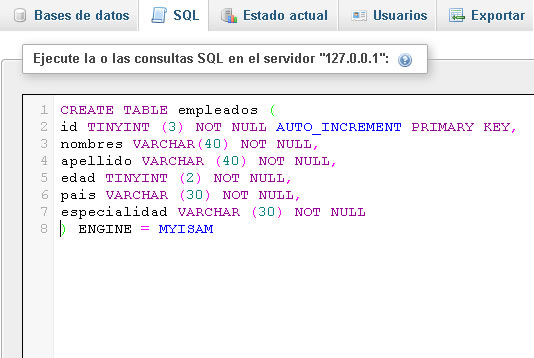 Bases de datos SQL Estado actual Usuarios Exportar
Ejecute la o las consultas SQL en el servidor "127.0.0.1":
1 CREATE TABLE empleados (
2 id TINYINT (3) NOT NULL AUTO_INCREMENT PRIMARY KEY,
3 nombres VARCHAR(40) NOT NULL,
4 apellido VARCHAR (40) NOT NULL,
5 edad TINYINT (2) NOT NULL,
6 pais VARCHAR (30) NOT NULL,
7 especialidad VARCHAR (30) NOT NULL
8 ) ENGINE = MYISAM